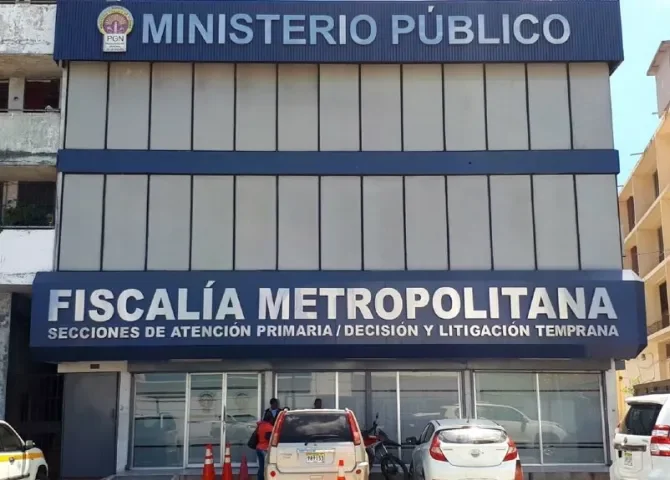 PGN
MINISTERIO PÚBLICO
FISCALÍA METROPOLITANA
SECCIONES DE ATENCIÓN PRIMARIA / DECISIÓN Y LITIGACIÓN TEMPRANA